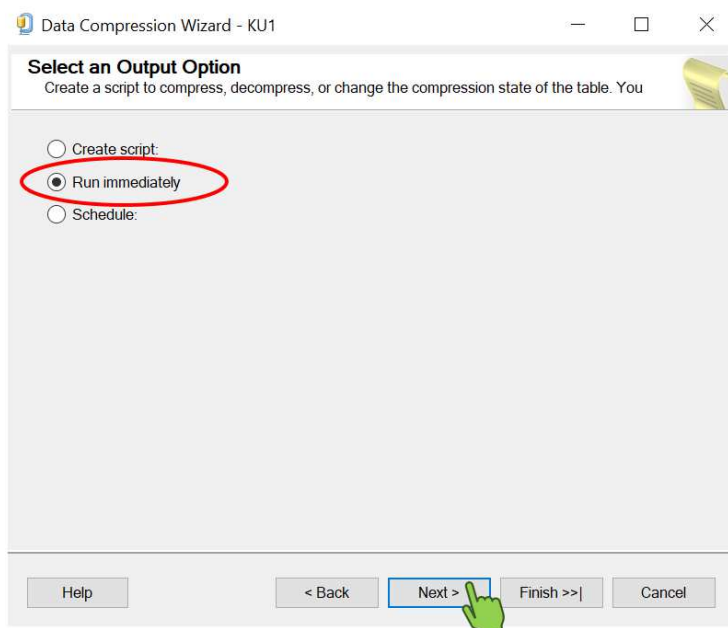 Data Compression Wizard - KU1
Select an Output Option
Create a script to compress, decompress, or change the compression state of the table. You
Create script:
Run immediately
Schedule:
Help
< Back
Next >
Finish >>|
Cancel